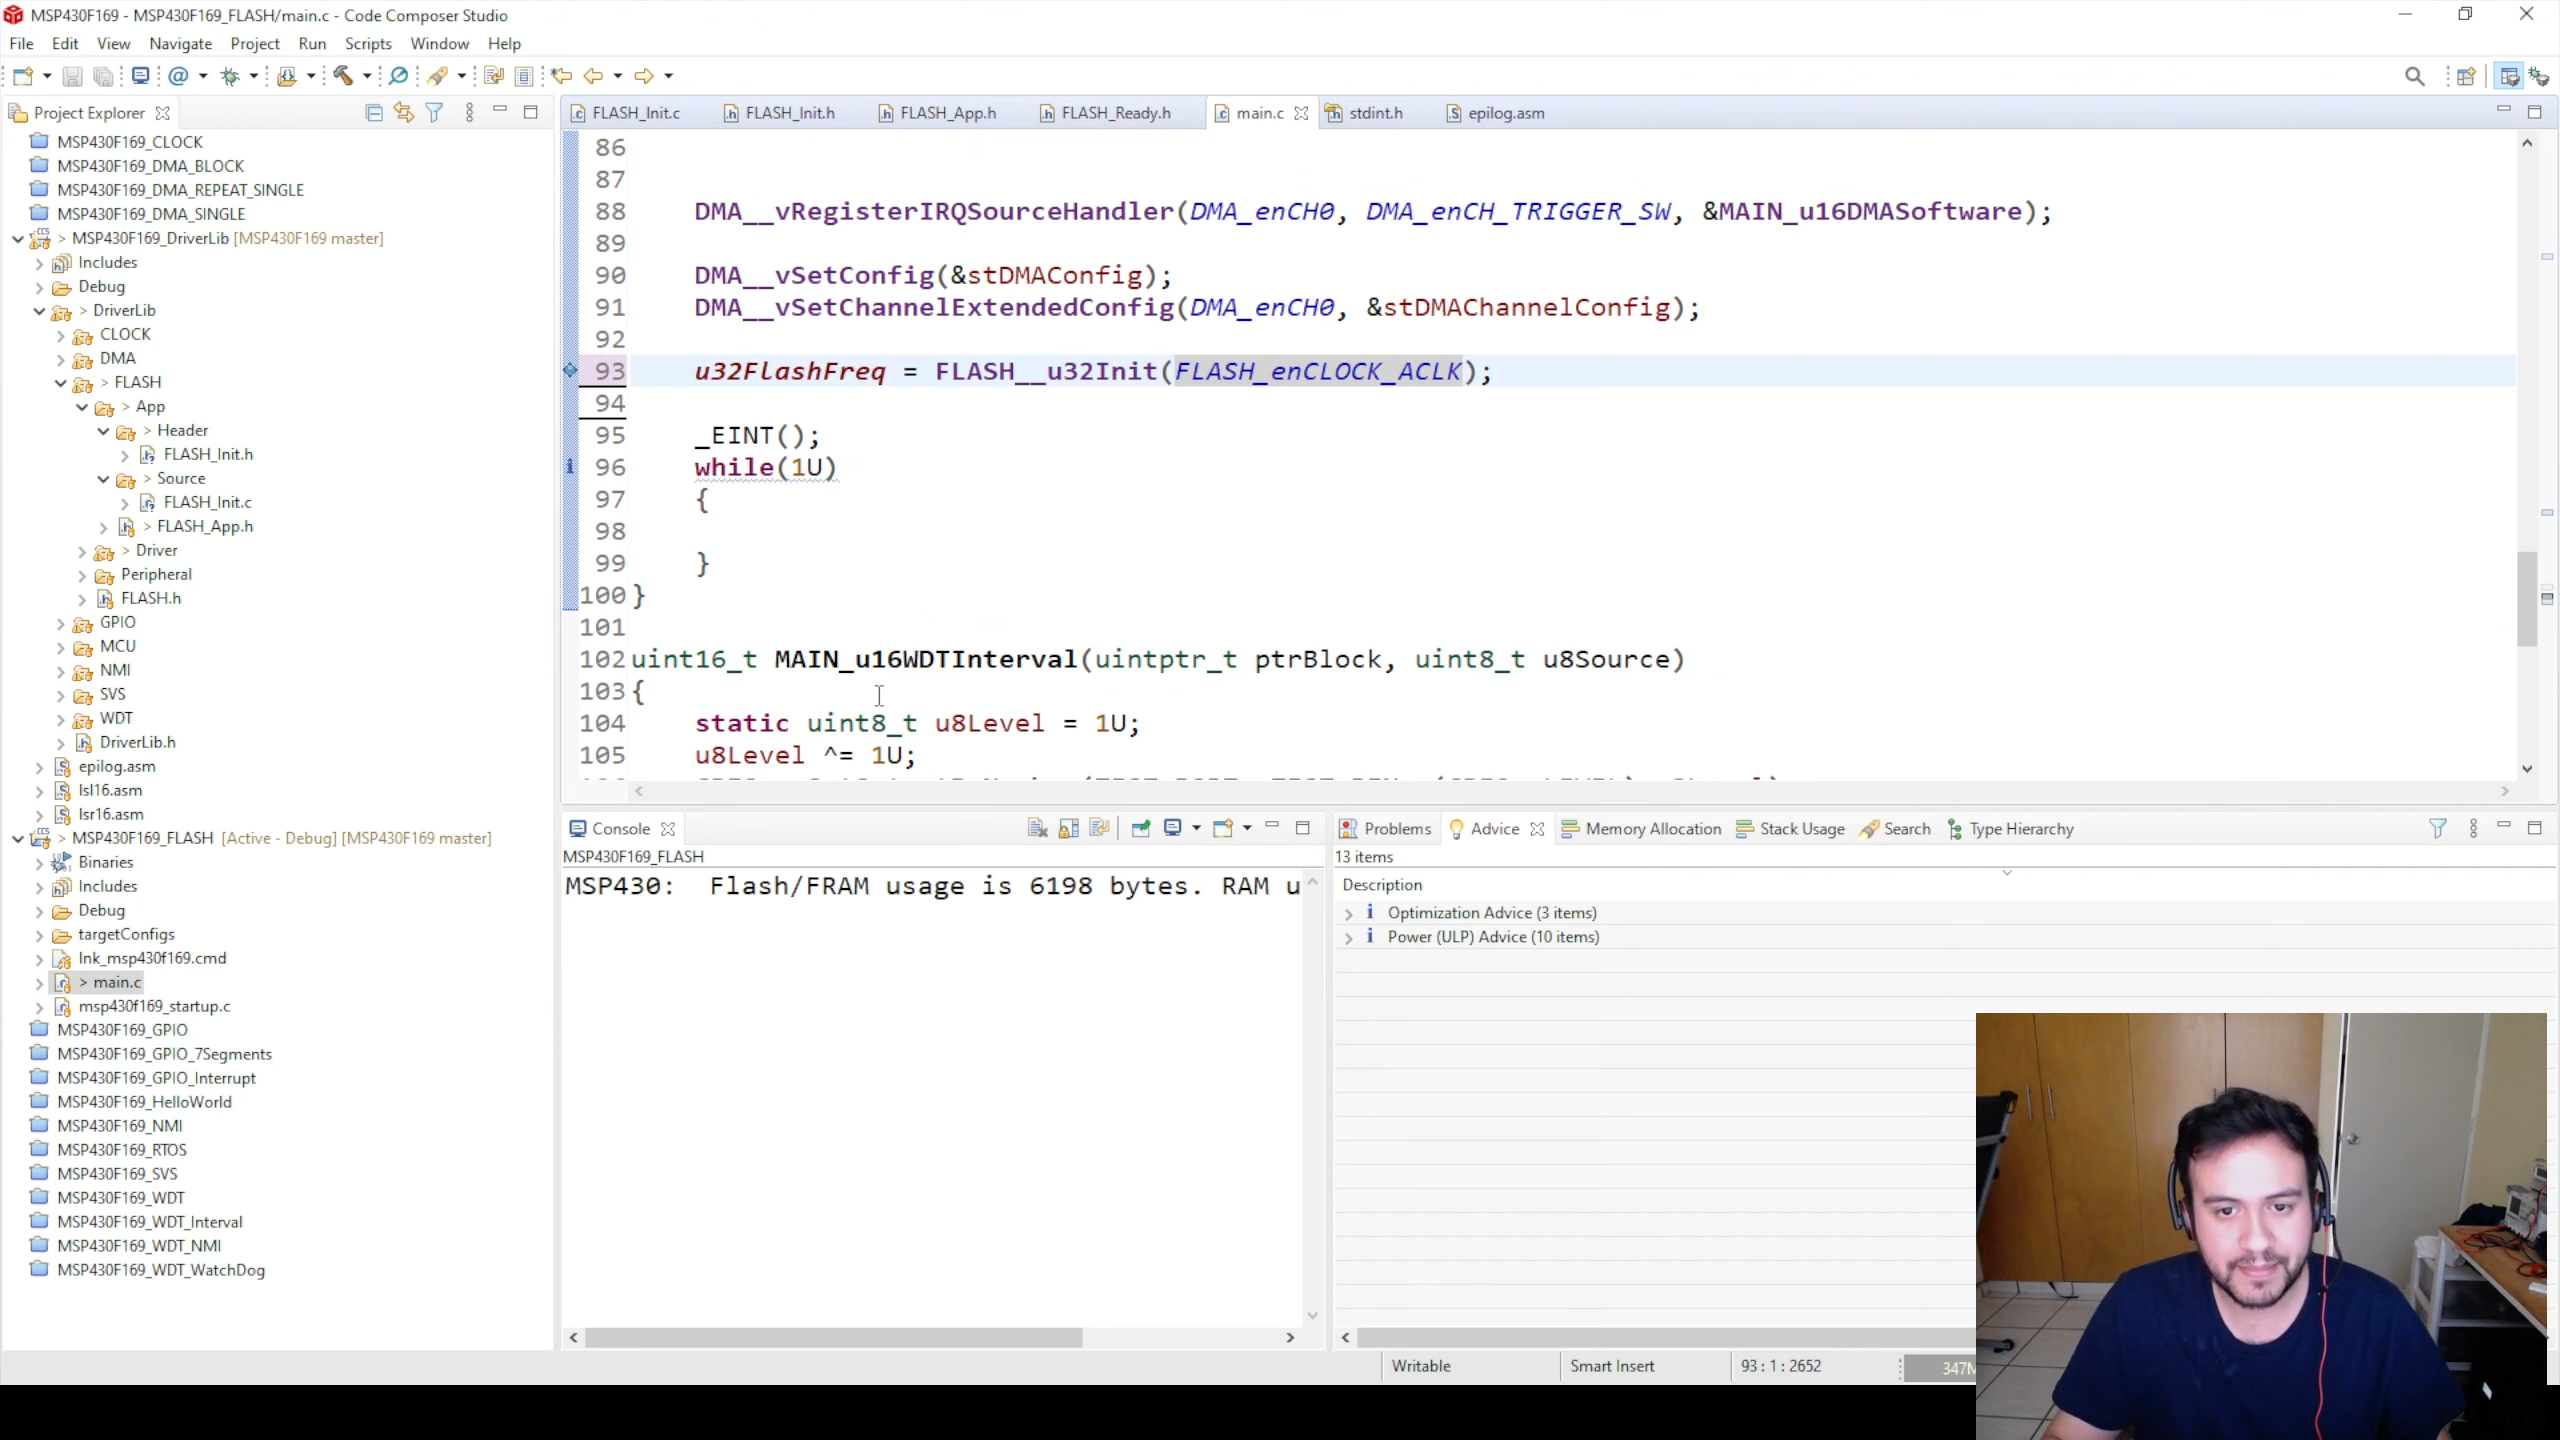 MSP430F169 - MSP430F169_FLASH/main.c - Code Composer Studio
File Edit View Navigate Project Run Scripts Window Help
Project Explorer
MSP430F169_CLOCK
MSP430F169_DMA_BLOCK
MSP430F169_DMA_REPEAT_SINGLE
MSP430F169_DMA_SINGLE
> MSP430F169_DriverLib [MSP430F169 master]
Includes
Debug
> DriverLib
CLOCK
DMA
> FLASH
> App
> Header
FLASH_Init.h
> Source
FLASH_Init.c
> FLASH_App.h
> Driver
Peripheral
FLASH.h
GPIO
MCU
NMI
SVS
WDT
DriverLib.h
epilog.asm
lsl16.asm
lsr16.asm
> MSP430F169_FLASH [Active - Debug] [MSP430F169 master]
Binaries
Includes
Debug
targetConfigs
lnk_msp430f169.cmd
> main.c
msp430f169_startup.c
MSP430F169_GPIO
MSP430F169_GPIO_7Segments
MSP430F169_GPIO_Interrupt
MSP430F169_HelloWorld
MSP430F169_NMI
MSP430F169_RTOS
MSP430F169_SVS
MSP430F169_WDT
MSP430F169_WDT_Interval
MSP430F169_WDT_NMI
MSP430F169_WDT_WatchDog
FLASH_Init.c FLASH_Init.h FLASH_App.h FLASH_Ready.h main.c stdint.h epilog.asm
86
87
88 DMA__vRegisterIRQSourceHandler(DMA_enCH0, DMA_enCH_TRIGGER_SW, &MAIN_u16DMASoftware);
89
90 DMA__vSetConfig(&stDMAConfig);
91 DMA__vSetChannelExtendedConfig(DMA_enCH0, &stDMAChannelConfig);
92
93 u32FlashFreq = FLASH__u32Init(FLASH_enCLOCK_ACLK);
94
95 _EINT();
96 while(1U)
97 {
98
99 }
100 }
101
102 uint16_t MAIN_u16WDTInterval(uintptr_t ptrBlock, uint8_t u8Source)
103 {
104 static uint8_t u8Level = 1U;
105 u8Level ^= 1U;
Console
MSP430F169_FLASH
MSP430: Flash/FRAM usage is 6198 bytes. RAM u
Problems Advice Memory Allocation Stack Usage Search Type Hierarchy
13 items
Description
Optimization Advice (3 items)
Power (ULP) Advice (10 items)
Writable Smart Insert 93 : 1 : 2652 347M